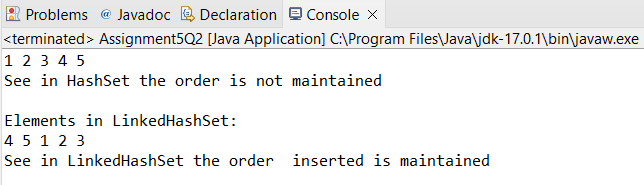 Problems @ Javadoc Declaration Console
<terminated> Assignment5Q2 [Java Application] C:\Program Files\Java\jdk-17.0.1\bin\javaw.exe
1 2 3 4 5
See in HashSet the order is not maintained
Elements in LinkedHashSet:
4 5 1 2 3
See in LinkedHashSet the order  inserted is maintained